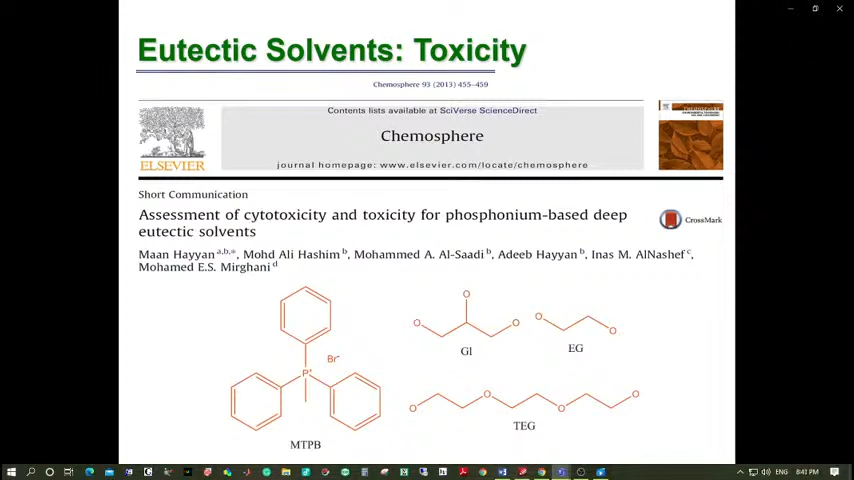 Eutectic Solvents: Toxicity
Chemosphere 93 (2013) 455–459
Contents lists available at SciVerse ScienceDirect
Chemosphere
journal homepage: www.elsevier.com/locate/chemosphere
ELSEVIER
Short Communication
Assessment of cytotoxicity and toxicity for phosphonium-based deep
eutectic solvents
CrossMark
Maan Hayyan a,b,*, Mohd Ali Hashim b, Mohammed A. Al-Saadi b, Adeeb Hayyan b, Inas M. AlNashef c,
Mohamed E.S. Mirghani d
O
O
O
Gl
O
O
EG
Br-
P+
MTPB
O
O
O
O
TEG
ENG
8:43 PM